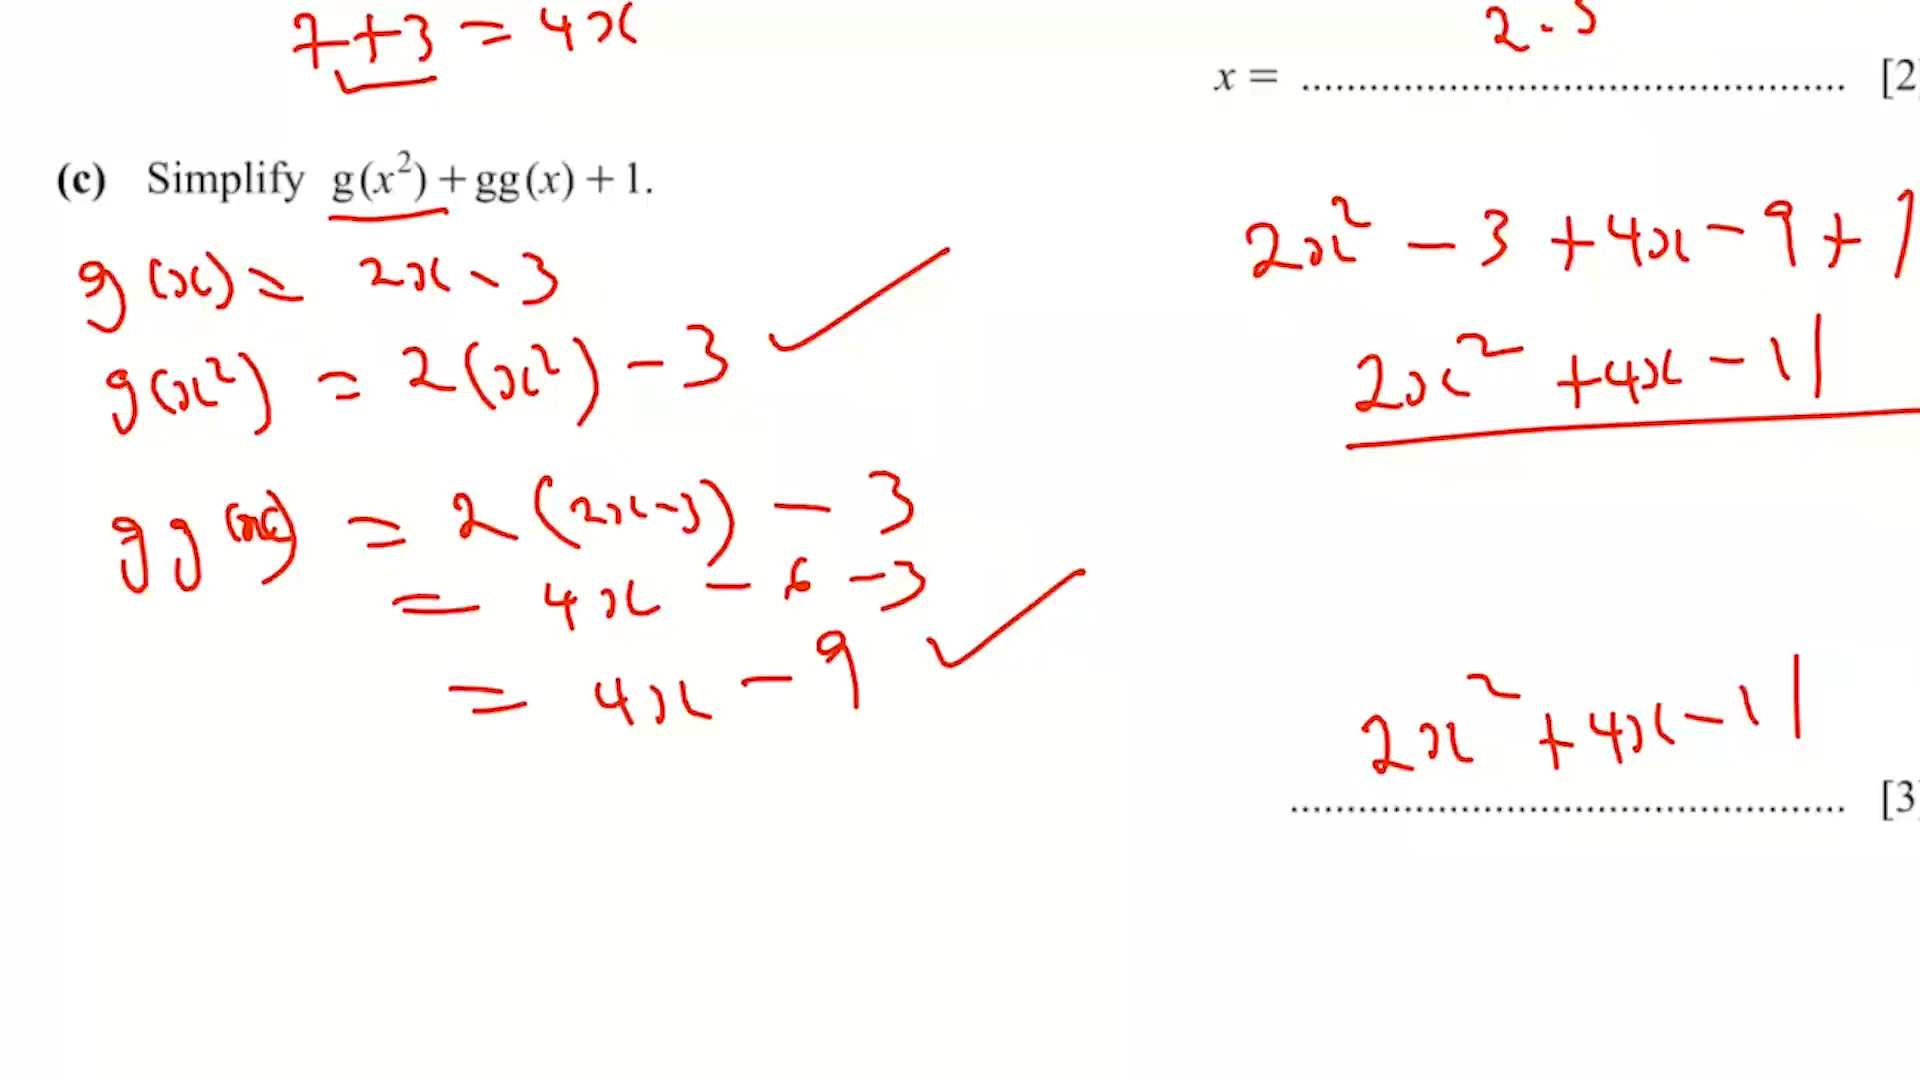 7+3 = 4x
2.5
x = ........................................ [2]
(c) Simplify g(x²) + gg(x) + 1.
g(x) = 2x - 3
g(x²) = 2(x²) - 3
gg(x) = 2(2x-3) - 3
= 4x - 6 - 3
= 4x - 9
2x² - 3 + 4x - 9 + 1
2x² + 4x - 11
2x² + 4x - 11
........................................ [3]